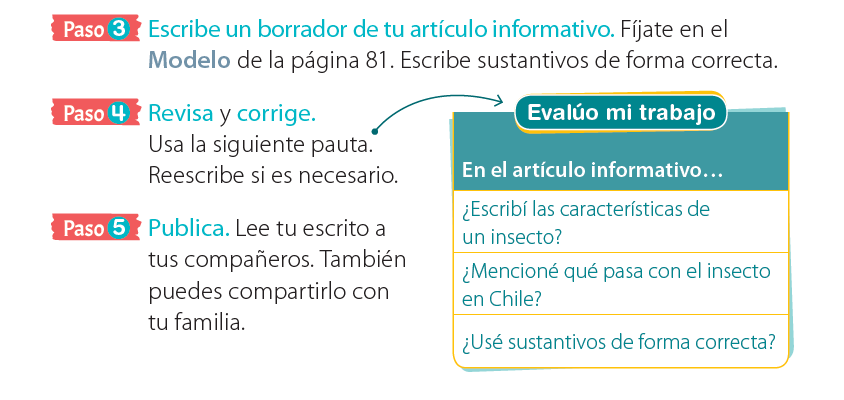 Paso 3 Escribe un borrador de tu artículo informativo. Fíjate en el
Modelo de la página 81. Escribe sustantivos de forma correcta.
Paso 4 Revisa y corrige.
Usa la siguiente pauta.
Reescribe si es necesario.
Paso 5 Publica. Lee tu escrito a
tus compañeros. También
puedes compartirlo con
tu familia.
Evalúo mi trabajo
En el artículo informativo…
¿Escribí las características de
un insecto?
¿Mencioné qué pasa con el insecto
en Chile?
¿Usé sustantivos de forma correcta?